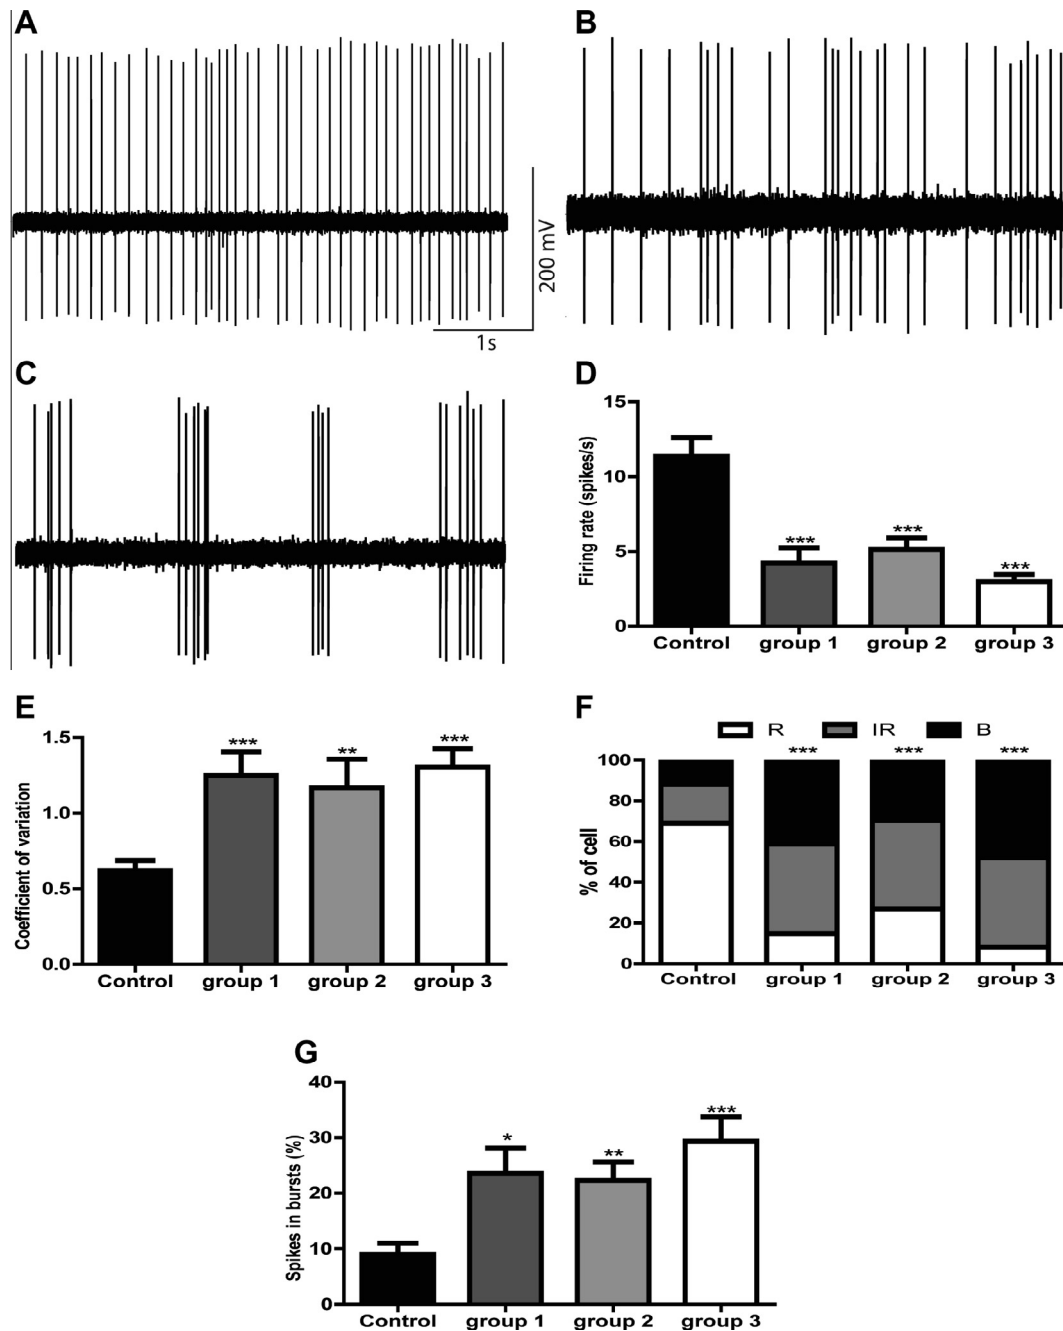 A
B
200 mV
1s
C
D
Firing rate (spikes/s)
15
10
5
0
***
***
***
Control group 1 group 2 group 3
E
Coefficient of variation
1.5
1.0
0.5
0.0
***
**
***
Control group 1 group 2 group 3
F
R IR B
% of cell
*** *** ***
100
80
60
40
20
0
Control group 1 group 2 group 3
G
Spikes in bursts (%)
40
30
20
10
0
*
**
***
Control group 1 group 2 group 3